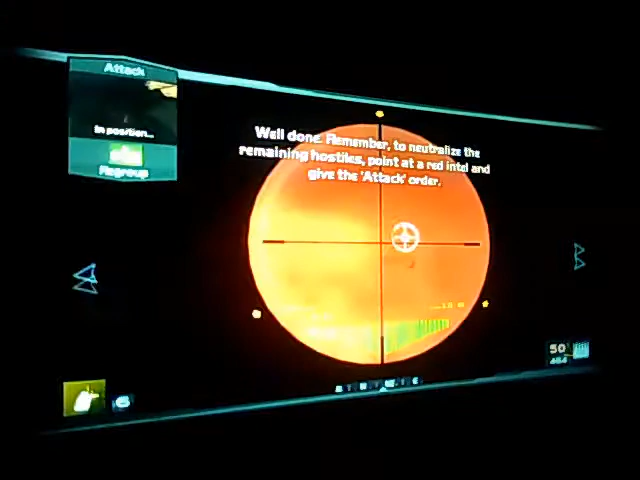 Attack
In position...
Regroup
Well done. Remember, to neutralize the
remaining hostiles, point at a red intel and
give the 'Attack' order.
50